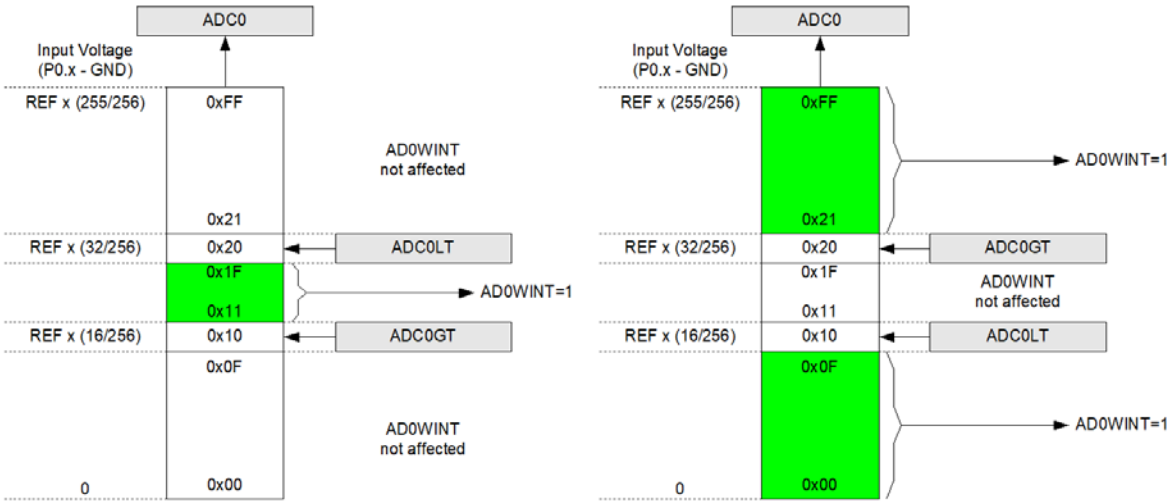 ADC0
Input Voltage
(P0.x - GND)
REF x (255/256)
0xFF
AD0WINT
not affected
0x21
REF x (32/256)
0x20
ADC0LT
0x1F
AD0WINT=1
0x11
REF x (16/256)
0x10
ADC0GT
0x0F
AD0WINT
not affected
0
0x00
ADC0
Input Voltage
(P0.x - GND)
REF x (255/256)
0xFF
AD0WINT=1
0x21
REF x (32/256)
0x20
ADC0GT
0x1F
AD0WINT
not affected
0x11
REF x (16/256)
0x10
ADC0LT
0x0F
AD0WINT=1
0
0x00